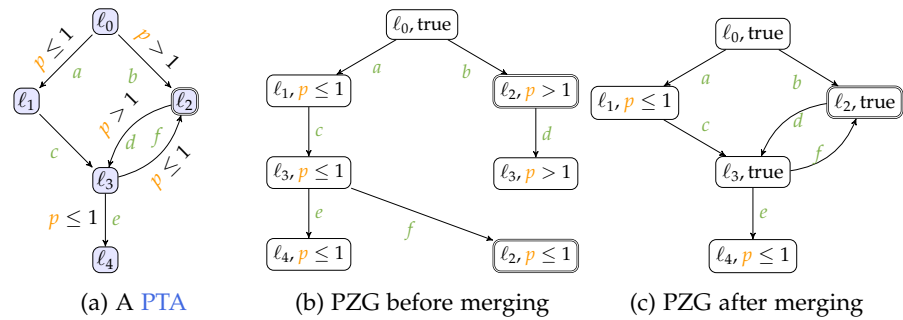 ℓ₀
p ≤ 1
p > 1
a
b
ℓ₁
ℓ₂
p > 1
c
d
f
p ≤ 1
ℓ₃
p ≤ 1
e
ℓ₄
(a) A PTA
ℓ₀, true
a
b
ℓ₁, p ≤ 1
ℓ₂, p > 1
c
d
ℓ₃, p ≤ 1
ℓ₃, p > 1
e
f
ℓ₄, p ≤ 1
ℓ₂, p ≤ 1
(b) PZG before merging
ℓ₀, true
a
b
ℓ₁, p ≤ 1
ℓ₂, true
c
d
f
ℓ₃, true
e
ℓ₄, p ≤ 1
(c) PZG after merging